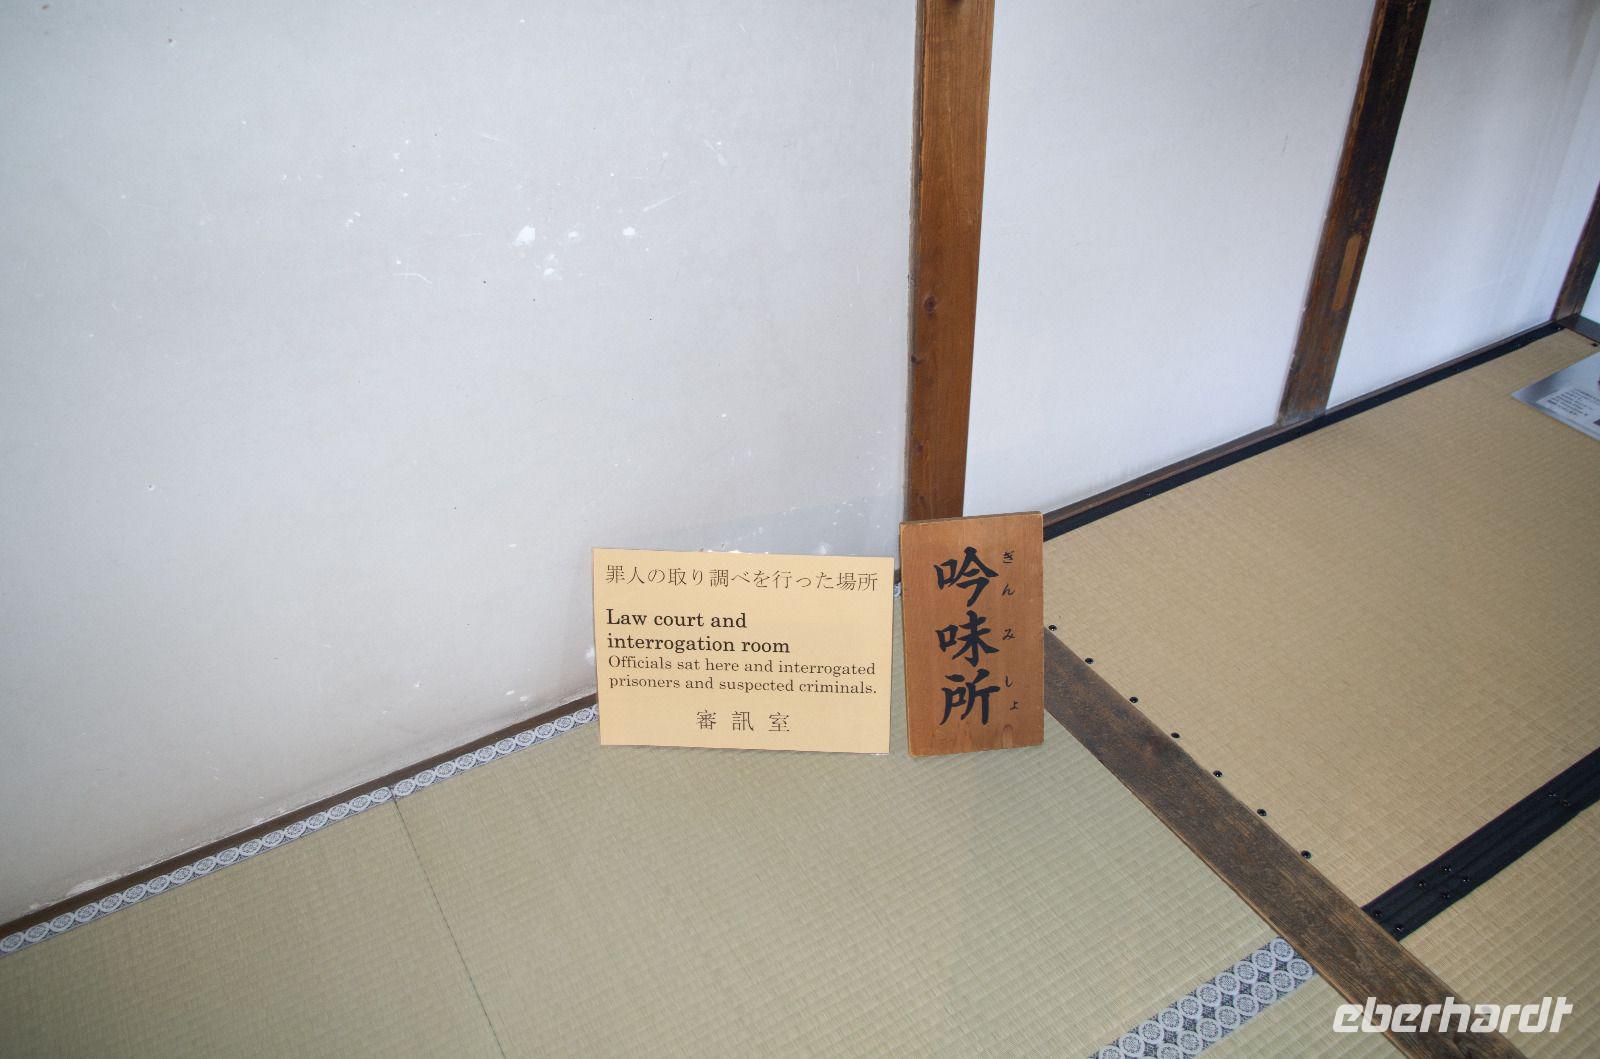 罪人の取り調べを行った場所
Law court and
interrogation room
Officials sat here and interrogated
prisoners and suspected criminals.
審訊室
吟味所
ぎんみしょ
eberhardt